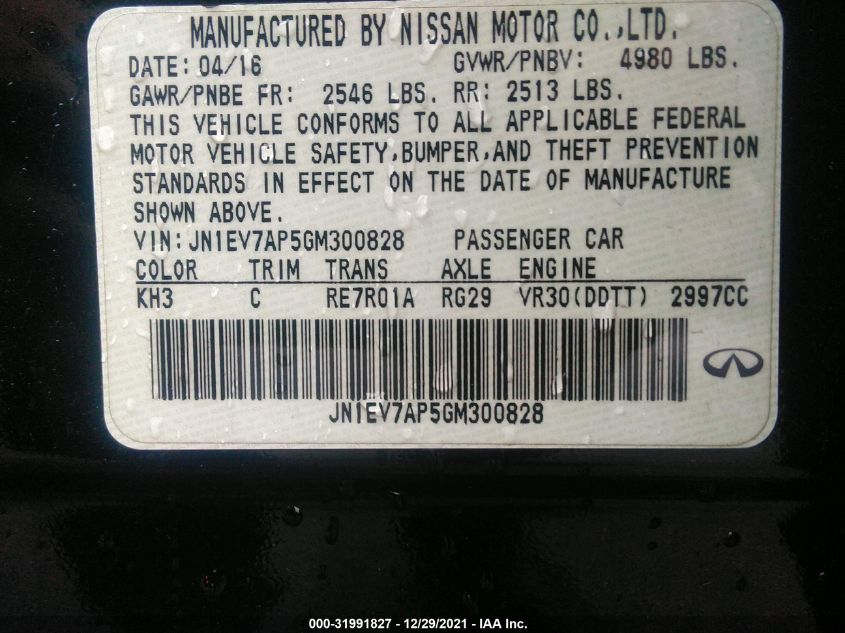 MANUFACTURED BY NISSAN MOTOR CO.,LTD.
DATE: 04/16 GVWR/PNBV: 4980 LBS.
GAWR/PNBE FR: 2546 LBS. RR: 2513 LBS.
THIS VEHICLE CONFORMS TO ALL APPLICABLE FEDERAL
MOTOR VEHICLE SAFETY,BUMPER,AND THEFT PREVENTION
STANDARDS IN EFFECT ON THE DATE OF MANUFACTURE
SHOWN ABOVE.
VIN:JN1EV7AP5GM300828 PASSENGER CAR
COLOR TRIM TRANS AXLE ENGINE
KH3 C RE7R01A RG29 VR30(DDTT) 2997CC
JN1EV7AP5GM300828
000-31991827 - 12/29/2021 - IAA Inc.